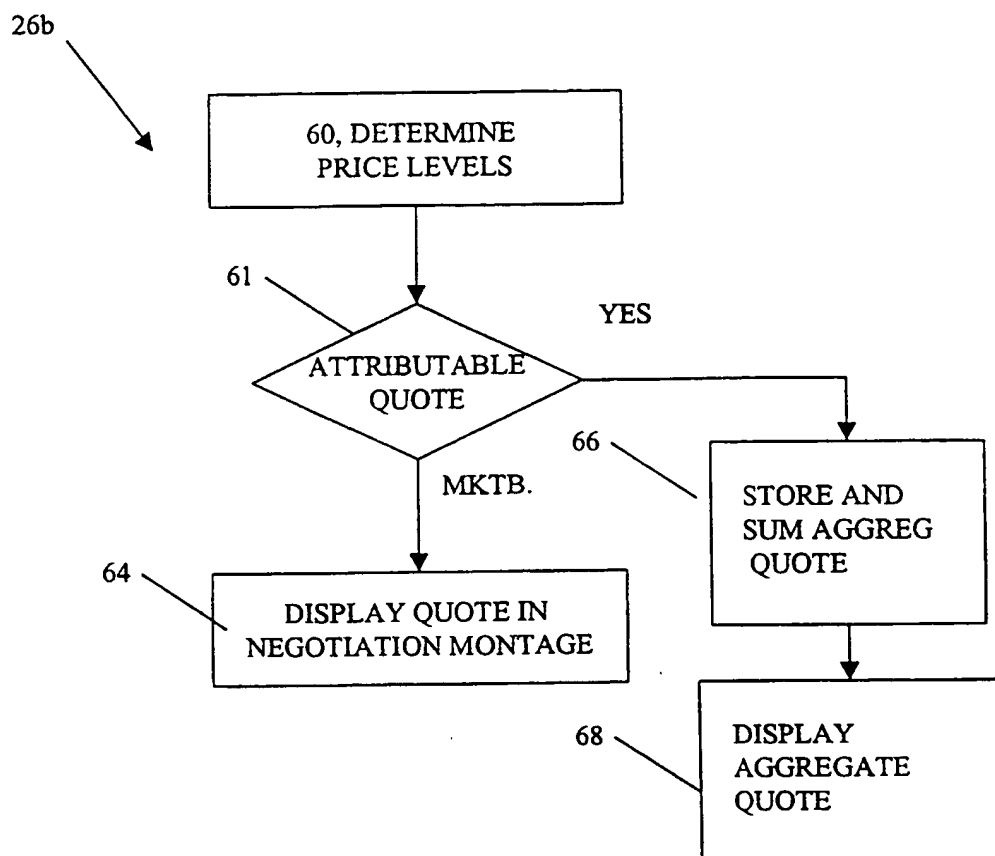 26b
60, DETERMINE
PRICE LEVELS
61
YES
ATTRIBUTABLE
QUOTE
66
MKTB.
STORE AND
SUM AGGREG
QUOTE
64
DISPLAY QUOTE IN
NEGOTIATION MONTAGE
68
DISPLAY
AGGREGATE
QUOTE